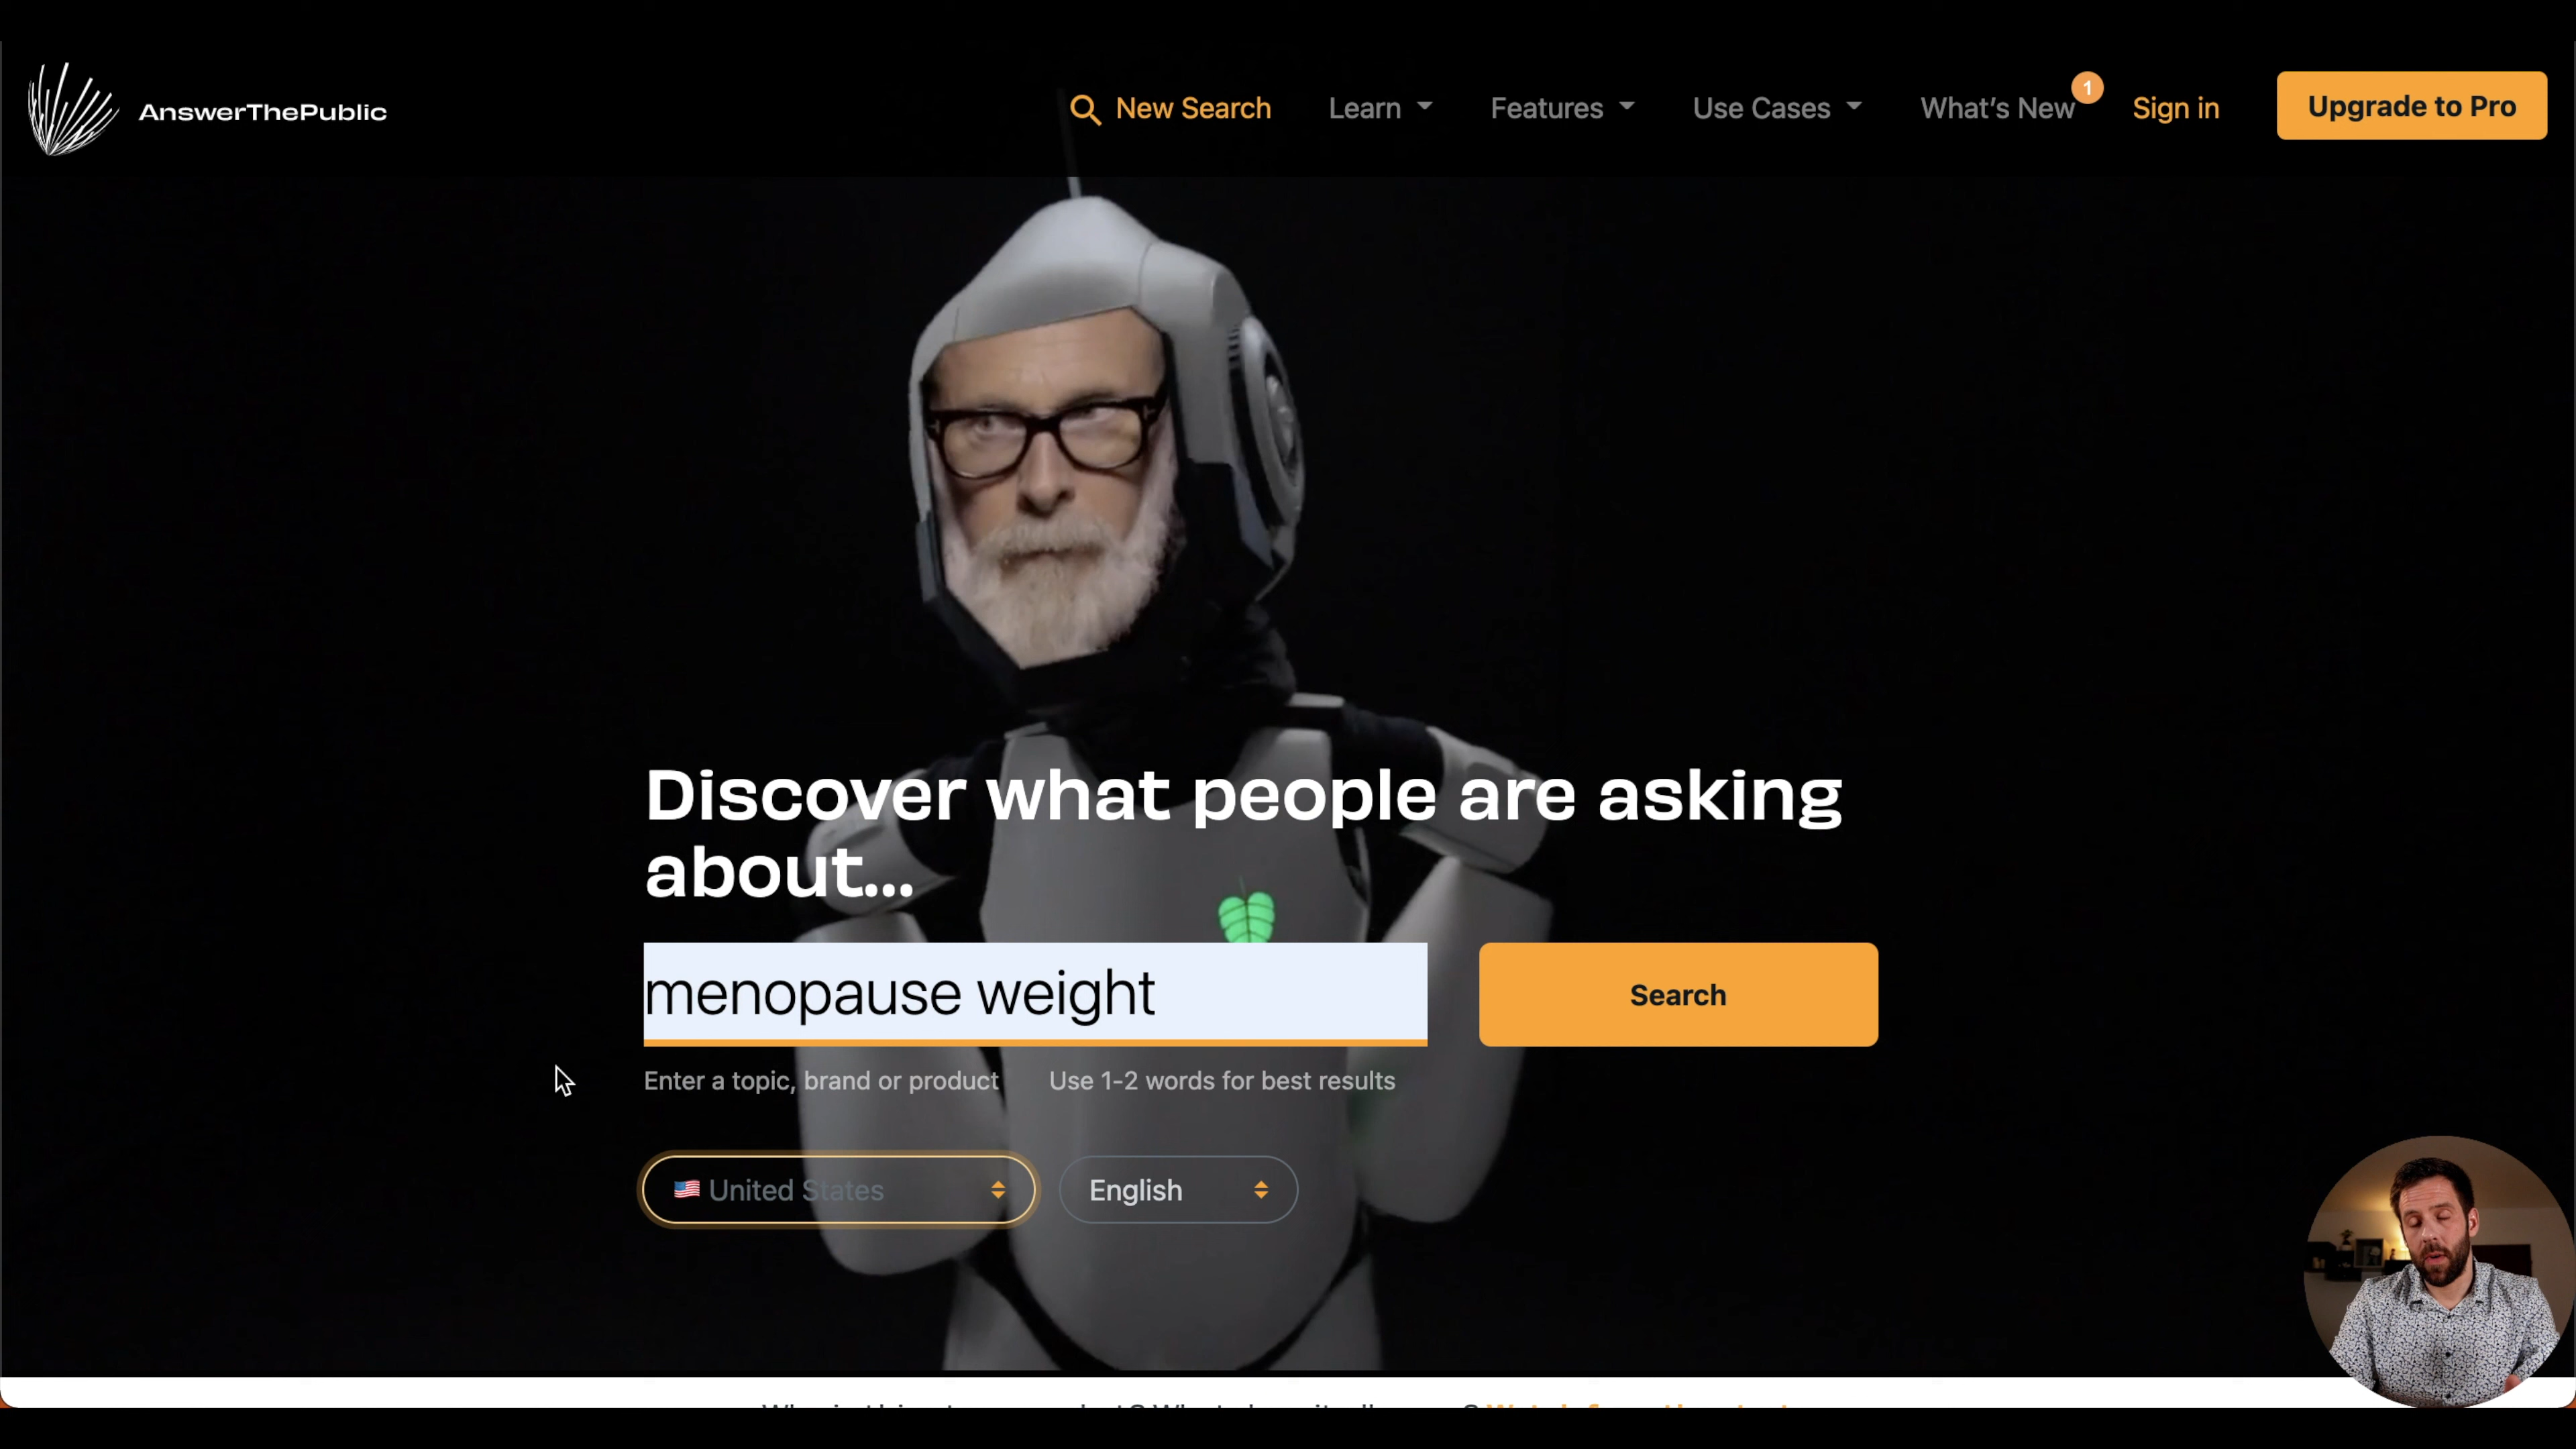 AnswerThePublic
New Search Learn Features Use Cases What's New 1 Sign in Upgrade to Pro
Discover what people are asking
about...
menopause weight
Search
Enter a topic, brand or product Use 1-2 words for best results
🇺🇸 United States English